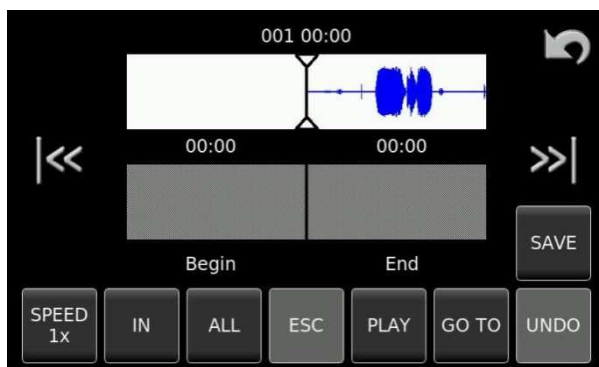 001 00:00
00:00 00:00
Begin End
SAVE
SPEED 1x
IN
ALL
ESC
PLAY
GO TO
UNDO